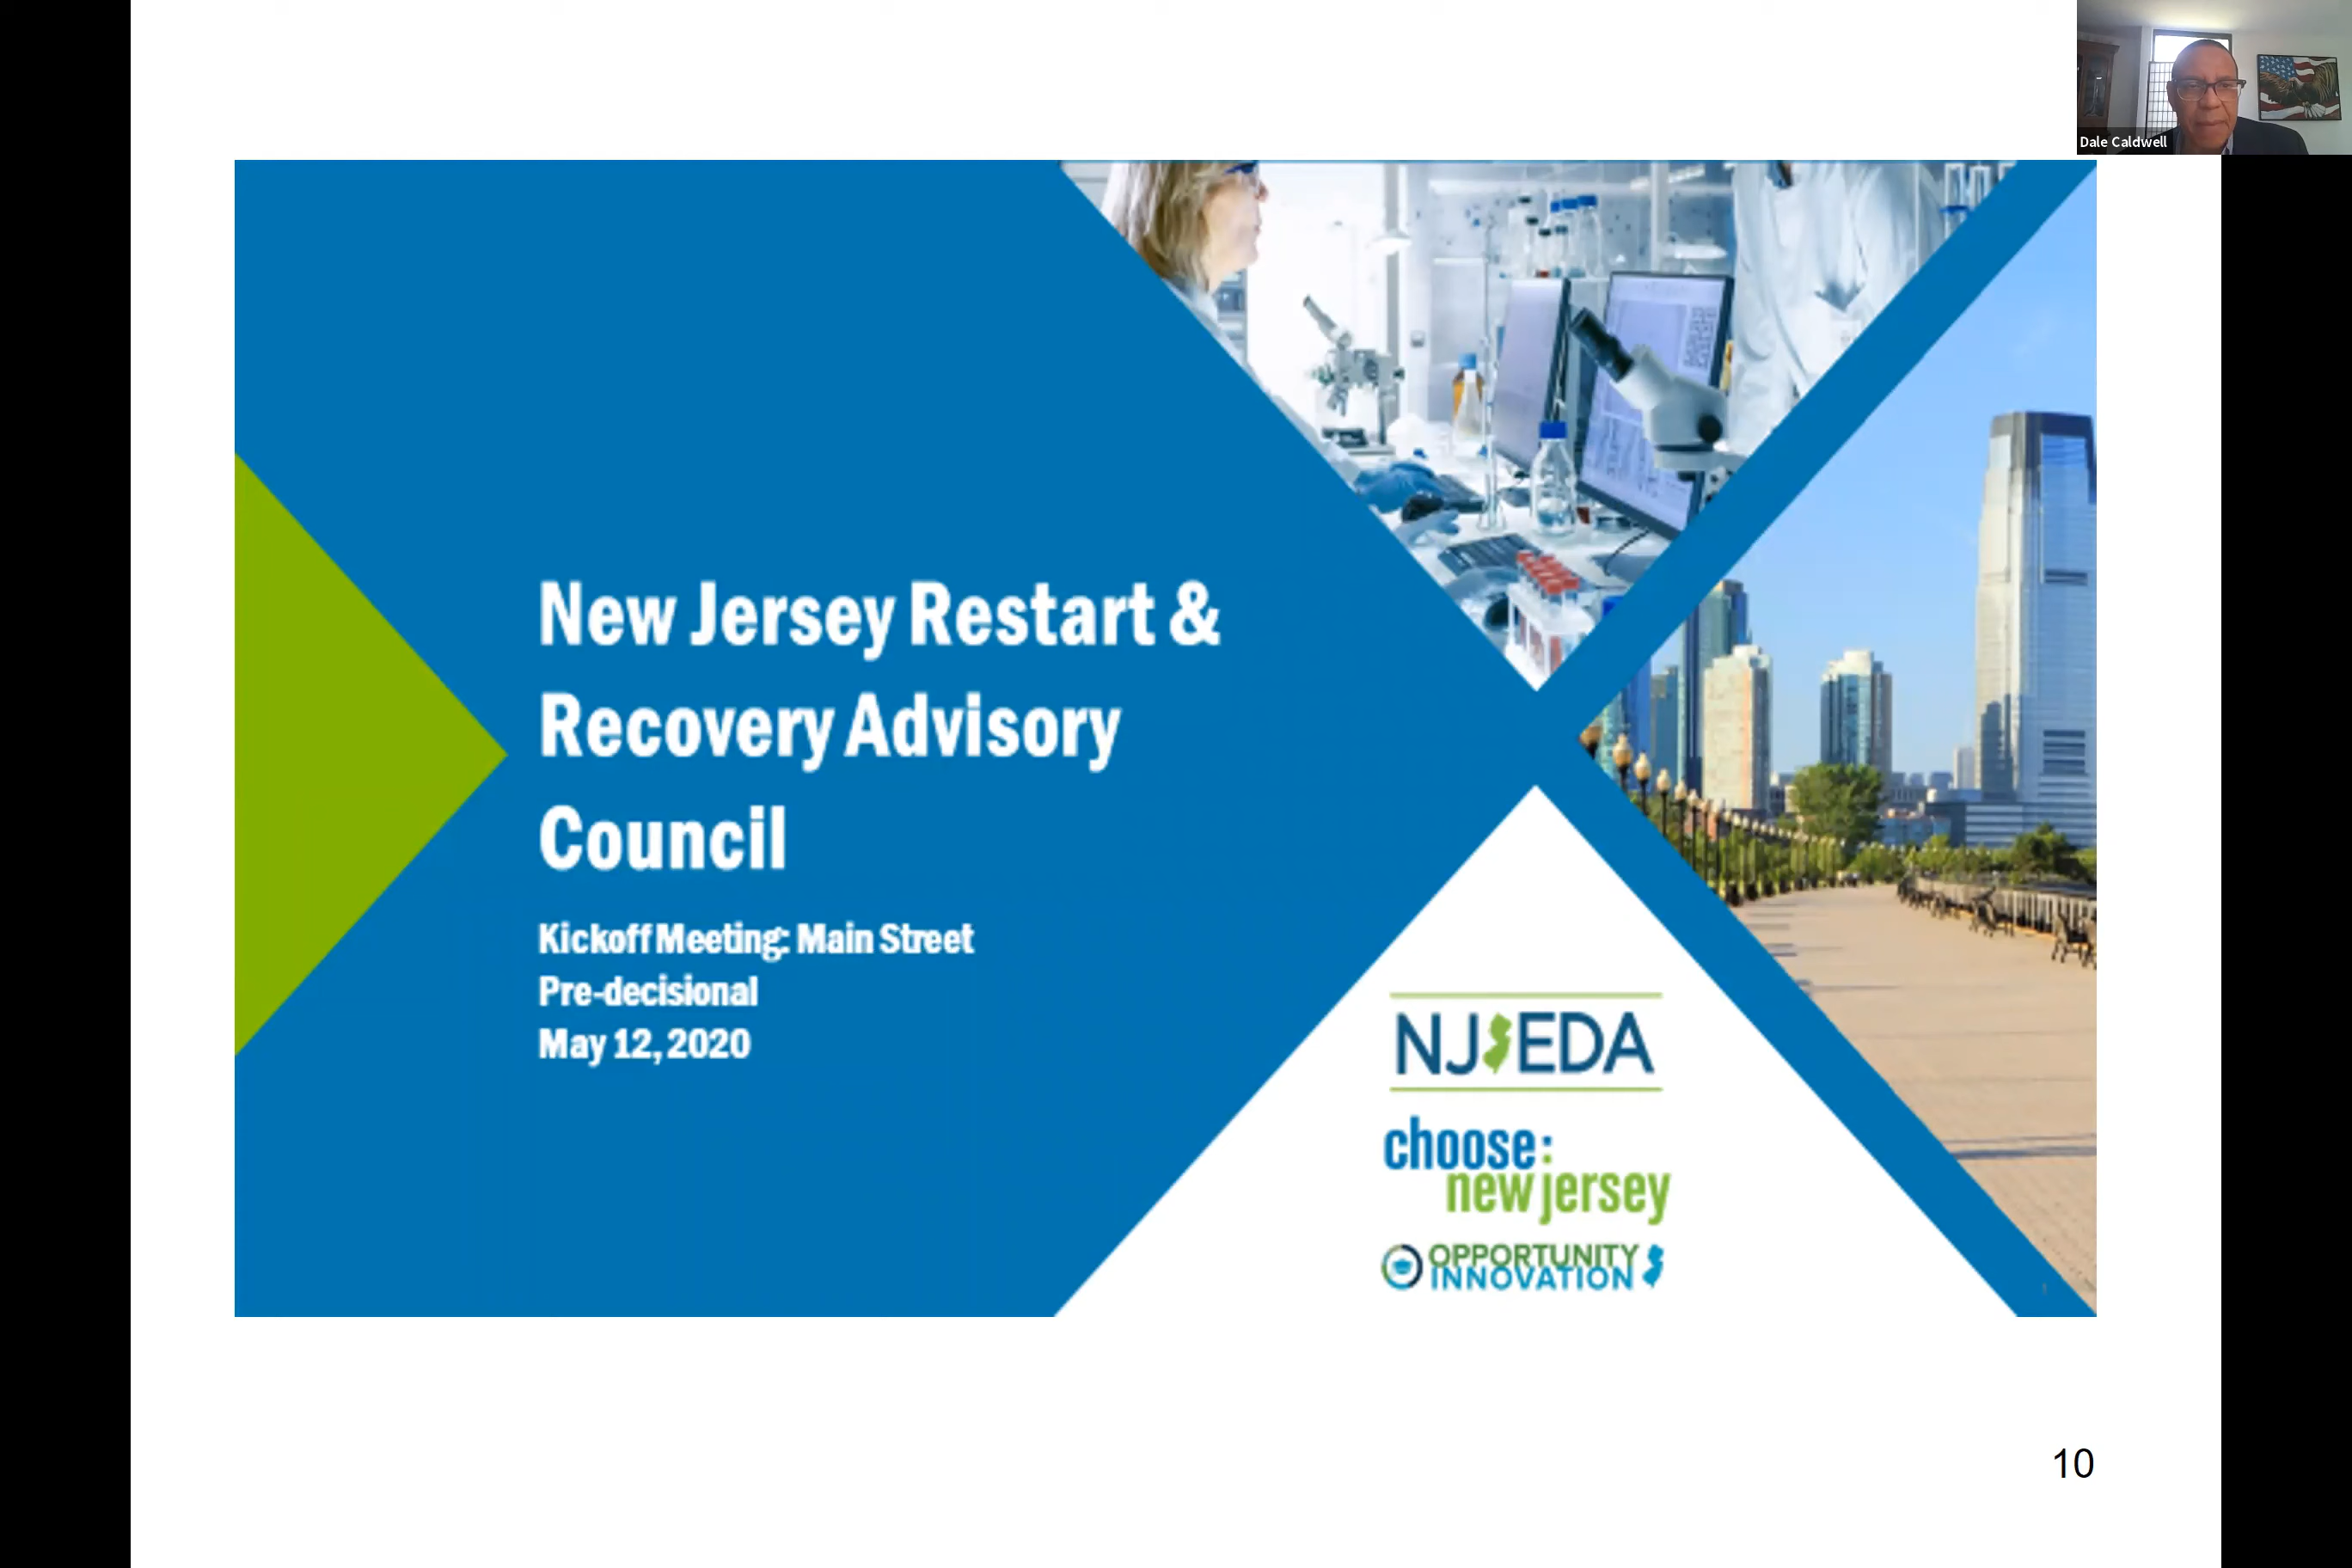 Dale Caldwell
New Jersey Restart &
Recovery Advisory
Council
Kickoff Meeting: Main Street
Pre-decisional
May 12, 2020
NJEDA
choose:
new jersey
OPPORTUNITY
INNOVATION
10